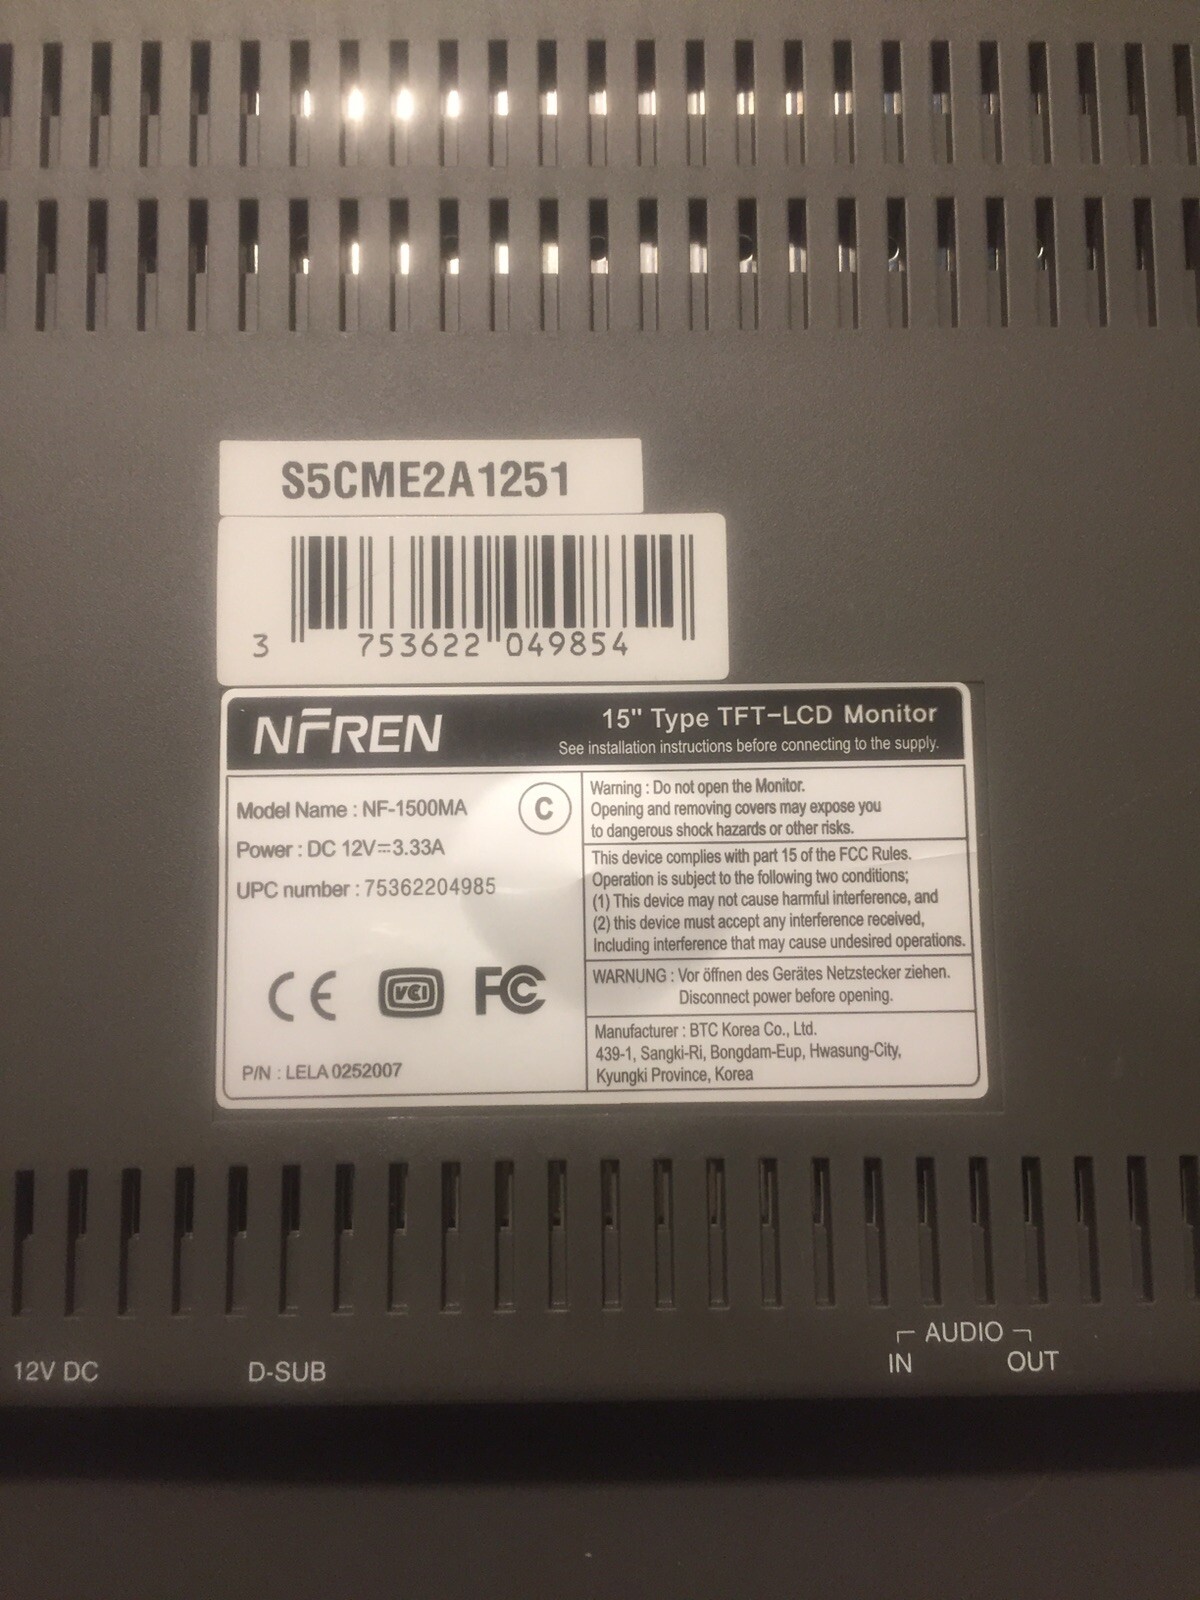 S5CME2A1251
3 753622 049854
NFREN
15" Type TFT-LCD Monitor
See installation instructions before connecting to the supply.
Model Name : NF-1500MA
C
Power : DC 12V⎓3.33A
UPC number : 75362204985
CE VCI FC
P/N : LELA 0252007
Warning : Do not open the Monitor.
Opening and removing covers may expose you
to dangerous shock hazards or other risks.
This device complies with part 15 of the FCC Rules.
Operation is subject to the following two conditions;
(1) This device may not cause harmful interference, and
(2) this device must accept any interference received,
Including interference that may cause undesired operations.
WARNUNG : Vor öffnen des Gerätes Netzstecker ziehen.
Disconnect power before opening.
Manufacturer : BTC Korea Co., Ltd.
439-1, Sangki-Ri, Bongdam-Eup, Hwasung-City,
Kyungki Province, Korea
12V DC
D-SUB
AUDIO
IN OUT